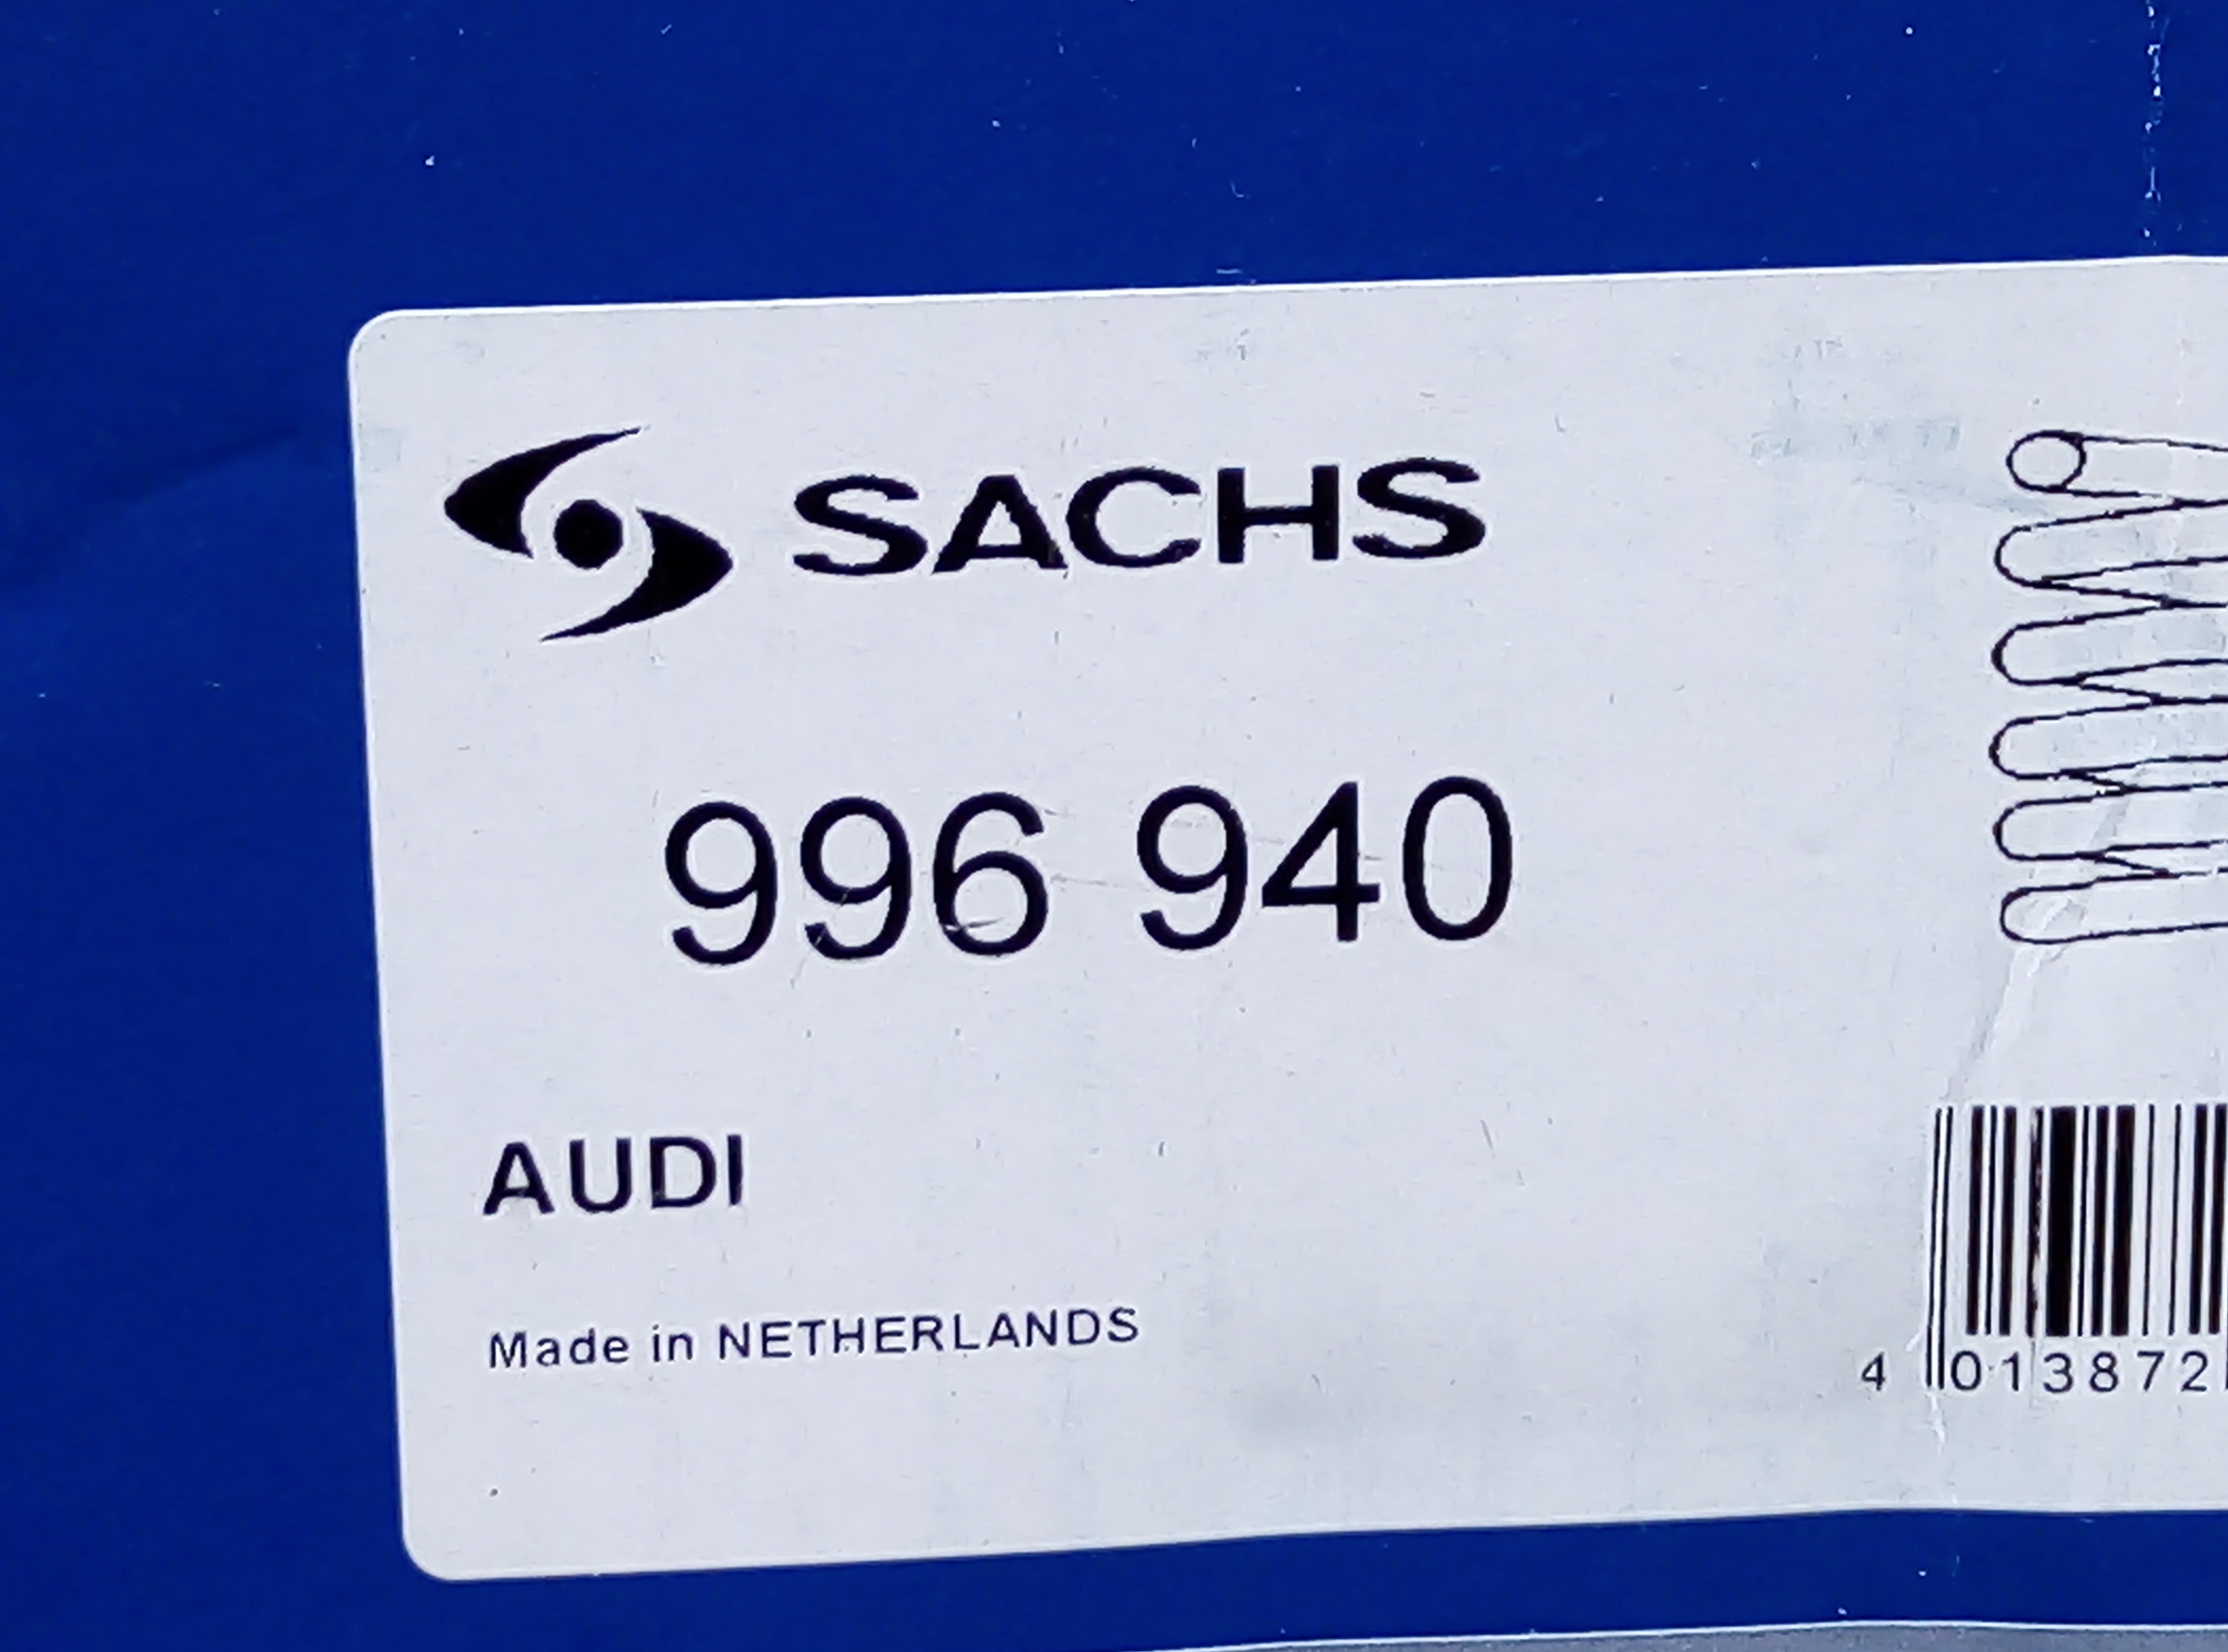 SACHS
996 940
AUDI
Made in NETHERLANDS
4 013872